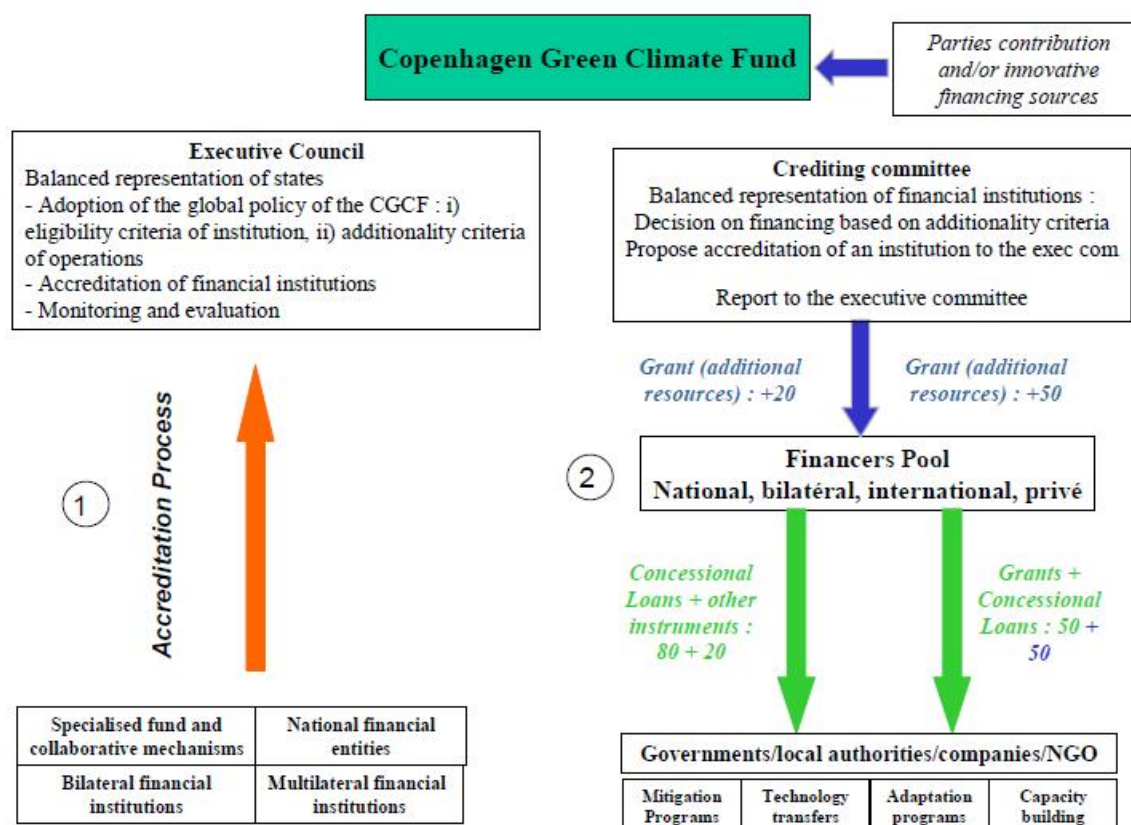 Copenhagen Green Climate Fund
Parties contribution
and/or innovative
financing sources
Executive Council
Balanced representation of states
- Adoption of the global policy of the CGCF : i)
eligibility criteria of institution, ii) additionality criteria
of operations
- Accreditation of financial institutions
- Monitoring and evaluation
Crediting committee
Balanced representation of financial institutions :
Decision on financing based on additionality criteria
Propose accreditation of an institution to the exec com
Report to the executive committee
Grant (additional
resources) : +20
Grant (additional
resources) : +50
1
Accreditation Process
2
Financers Pool
National, bilatéral, international, privé
Concessional
Loans + other
instruments :
80 + 20
Grants +
Concessional
Loans : 50 +
50
Specialised fund and
collaborative mechanisms
National financial
entities
Bilateral financial
institutions
Multilateral financial
institutions
Governments/local authorities/companies/NGO
Mitigation
Programs
Technology
transfers
Adaptation
programs
Capacity
building